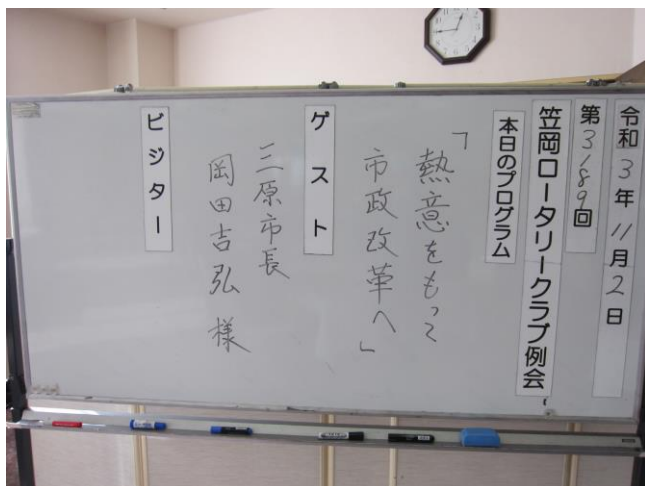 令和3年11月2日
第3189回
笠岡ロータリークラブ例会
本日のプログラム
「熱意をもって
市政改革へ」
ゲスト
三原市長
岡田吉弘 様
ビジター